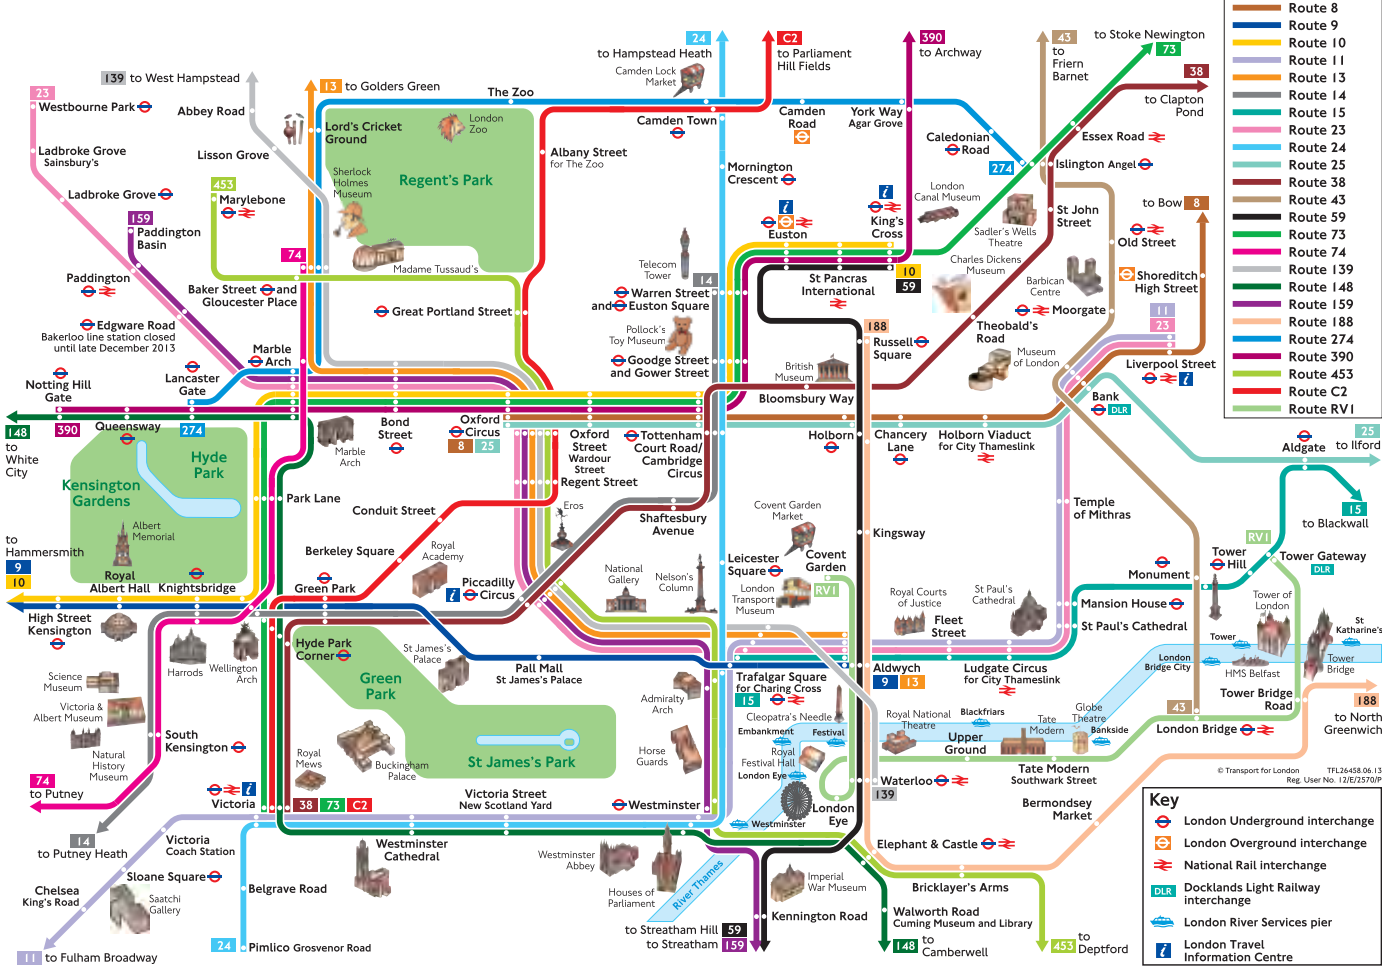 139 to West Hampstead
13 to Golders Green
24
to Hampstead Heath
Camden Lock
Market
C2
to Parliament
Hill Fields
390
to Archway
43
to
Friern
Barnet
to Stoke Newington
73
38
to Clapton
Pond
Route 8
Route 9
Route 10
Route 11
Route 13
Route 14
Route 15
Route 23
Route 24
Route 25
Route 38
Route 43
Route 59
Route 73
Route 74
Route 139
Route 148
Route 159
Route 188
Route 274
Route 390
Route 453
Route C2
Route RV1
23
Westbourne Park
Abbey Road
The Zoo
Lord's Cricket
Ground
London
Zoo
Camden Town
Camden
Road
York Way
Agar Grove
Caledonian
Road
Essex Road
Islington Angel
274
Ladbroke Grove
Sainsbury's
Lisson Grove
Albany Street
for The Zoo
Mornington
Crescent
Sherlock
Holmes
Museum
Regent's Park
Ladbroke Grove
453
Marylebone
159
Paddington
Basin
Euston
King's
Cross
London
Canal Museum
Sadler's Wells
Theatre
St John
Street
to Bow 8
Old Street
74
Madame Tussaud's
Telecom
Tower
14
Charles Dickens
Museum
Barbican
Centre
Shoreditch
High Street
Paddington
Baker Street and
Gloucester Place
Great Portland Street
Warren Street
and Euston Square
St Pancras
International
10
59
Moorgate
11
23
Edgware Road
Bakerloo line station closed
until late December 2013
Pollock's
Toy Museum
188
Russell
Square
Theobald's
Road
Museum
of London
Liverpool Street
Marble
Arch
Goodge Street
and Gower Street
British
Museum
Bloomsbury Way
Notting Hill
Gate
Lancaster
Gate
Bank
DLR
148
to
White
City
390
Queensway
274
Marble
Arch
Bond
Street
Oxford
Circus
8 25
Oxford
Street
Wardour
Street
Regent Street
Tottenham
Court Road/
Cambridge
Circus
Holborn
Chancery
Lane
Holborn Viaduct
for City Thameslink
Aldgate
25
to Ilford
Hyde
Park
Kensington
Gardens
Park Lane
Conduit Street
Eros
Shaftesbury
Avenue
Covent Garden
Market
Kingsway
Temple
of Mithras
15
to Blackwall
Albert
Memorial
Royal
Albert Hall
Knightsbridge
Berkeley Square
Royal
Academy
Green Park
Piccadilly
Circus
National
Gallery
Nelson's
Column
Leicester
Square
Covent
Garden
RV1
London
Transport
Museum
RV1
Tower
Hill
Tower Gateway
DLR
Monument
to
Hammersmith
9
10
High Street
Kensington
Harrods
Wellington
Arch
Hyde Park
Corner
St James's
Palace
Pall Mall
St James's Palace
Royal Courts
of Justice
Fleet
Street
St Paul's
Cathedral
Mansion House
St Paul's Cathedral
Tower of
London
Tower
St
Katharine's
Tower
Bridge
Science
Museum
Victoria &
Albert Museum
Natural
History
Museum
South
Kensington
Green
Park
Admiralty
Arch
Trafalgar Square
for Charing Cross
15
Aldwych
9 13
Ludgate Circus
for City Thameslink
London
Bridge City
HMS Belfast
Tower Bridge
Road
188
to North
Greenwich
Cleopatra's Needle
Embankment
Festival
Royal National
Theatre
Blackfriars
Upper
Ground
Tate
Modern
Globe
Theatre
Bankside
43
London Bridge
74
to Putney
Royal
Mews
Buckingham
Palace
St James's Park
Horse
Guards
Royal
Festival Hall
London Eye
Waterloo
139
Tate Modern
Southwark Street
© Transport for London
TFL26458.06.13
Reg. User No. 12/E/2570/P
Victoria
38 73 C2
Victoria Street
New Scotland Yard
Westminster
Westminster
London
Eye
Bermondsey
Market
14
to Putney Heath
Victoria
Coach Station
Westminster
Cathedral
Westminster
Abbey
Houses of
Parliament
River Thames
Imperial
War Museum
Elephant & Castle
Bricklayer's Arms
Sloane Square
Chelsea
King's Road
Saatchi
Gallery
Belgrave Road
Kennington Road
Walworth Road
Cuming Museum and Library
11 to Fulham Broadway
24 Pimlico Grosvenor Road
to Streatham Hill 59
to Streatham 159
148 to
Camberwell
453 to
Deptford
Key
London Underground interchange
London Overground interchange
National Rail interchange
DLR Docklands Light Railway
interchange
London River Services pier
London Travel
Information Centre